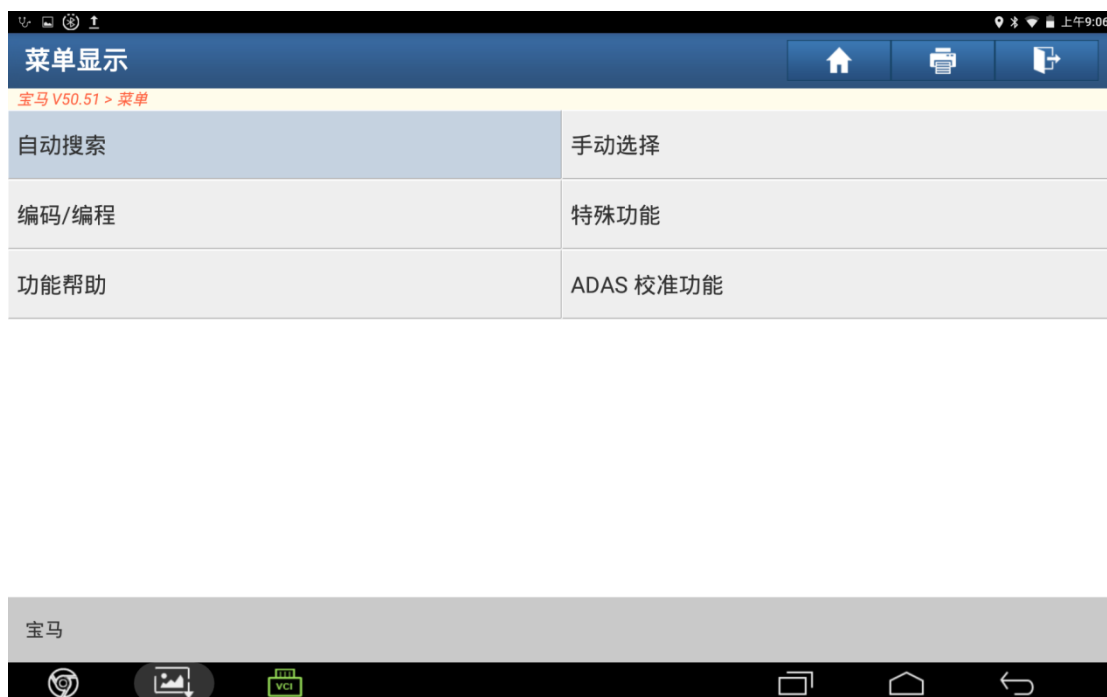 上午9:06
菜单显示
宝马 V50.51 > 菜单
自动搜索
手动选择
编码/编程
特殊功能
功能帮助
ADAS 校准功能
宝马
VCI